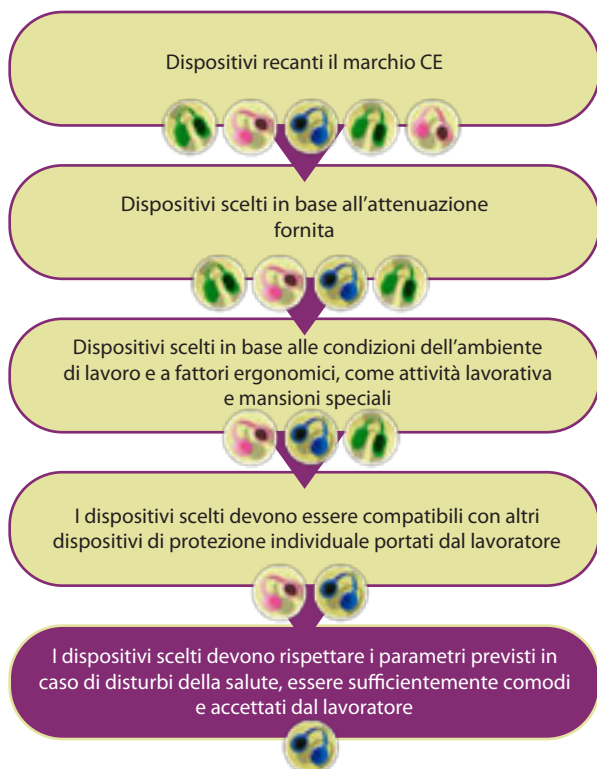 Dispositivi recanti il marchio CE
Dispositivi scelti in base all'attenuazione
fornita
Dispositivi scelti in base alle condizioni dell'ambiente
di lavoro e a fattori ergonomici, come attività lavorativa
e mansioni speciali
I dispositivi scelti devono essere compatibili con altri
dispositivi di protezione individuale portati dal lavoratore
I dispositivi scelti devono rispettare i parametri previsti in
caso di disturbi della salute, essere sufficientemente comodi
e accettati dal lavoratore